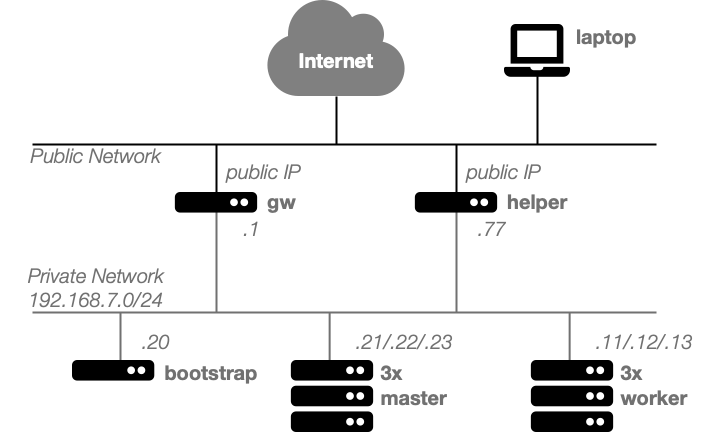 Internet
laptop
Public Network
public IP
public IP
gw
helper
.1
.77
Private Network
192.168.7.0/24
.20
.21/.22/.23
.11/.12/.13
bootstrap
3x
master
3x
worker